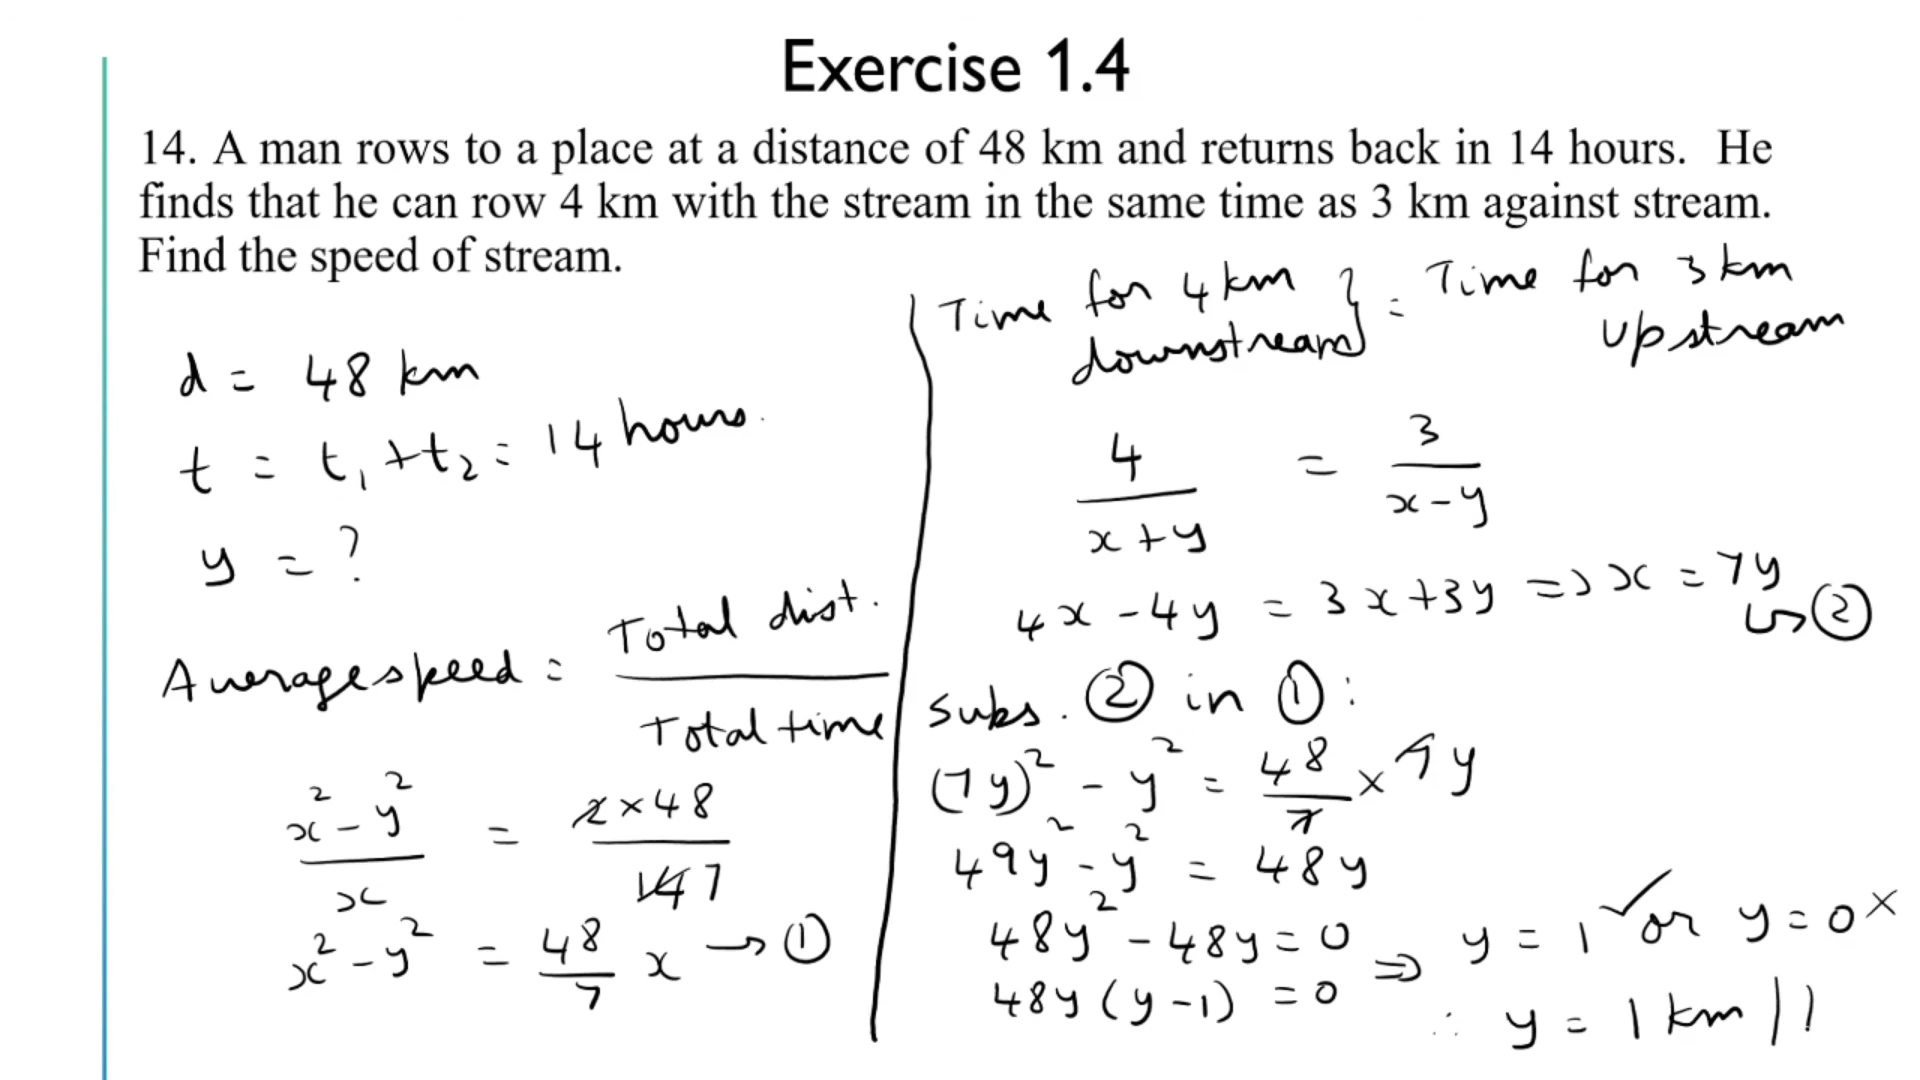 Exercise 1.4
14. A man rows to a place at a distance of 48 km and returns back in 14 hours. He
finds that he can row 4 km with the stream in the same time as 3 km against stream.
Find the speed of stream.
d = 48 km
t = t₁ + t₂ = 14 hours.
y = ?
Average speed = Total dist. / Total time
(x² - y²) / x = (2 × 48) / 14 7
x² - y² = 48/7 x → ①
Time for 4 km downstream } = Time for 3 km upstream
4 / (x + y) = 3 / (x - y)
4x - 4y = 3x + 3y => x = 7y
↳ ②
Subs. ② in ① :
(7y)² - y² = 48/7 × 7y
49y² - y² = 48y
48y² - 48y = 0
48y (y - 1) = 0
⇒ y = 1 ✓ or y = 0 ×
∴ y = 1 km //